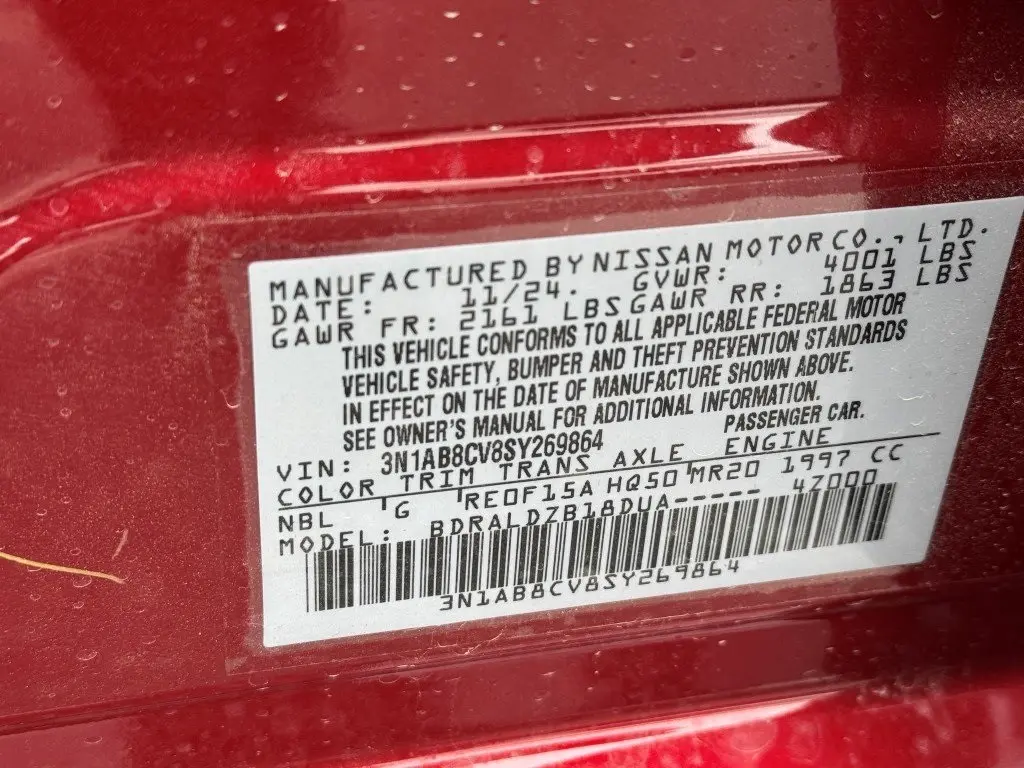 MANUFACTURED BY NISSAN MOTOR CO., LTD.
DATE: 11/24. GVWR: 4001 LBS
GAWR FR: 2161 LBS GAWR RR: 1863 LBS
THIS VEHICLE CONFORMS TO ALL APPLICABLE FEDERAL MOTOR
VEHICLE SAFETY, BUMPER AND THEFT PREVENTION STANDARDS
IN EFFECT ON THE DATE OF MANUFACTURE SHOWN ABOVE.
SEE OWNER'S MANUAL FOR ADDITIONAL INFORMATION.
VIN: 3N1AB8CV8SY269864 PASSENGER CAR.
COLOR TRIM TRANS AXLE ENGINE
NBL G RE0F15A HQ50 MR20 1997 CC
MODEL: BDRALDZB18DUA----- 4Z000
3N1AB8CV8SY269864